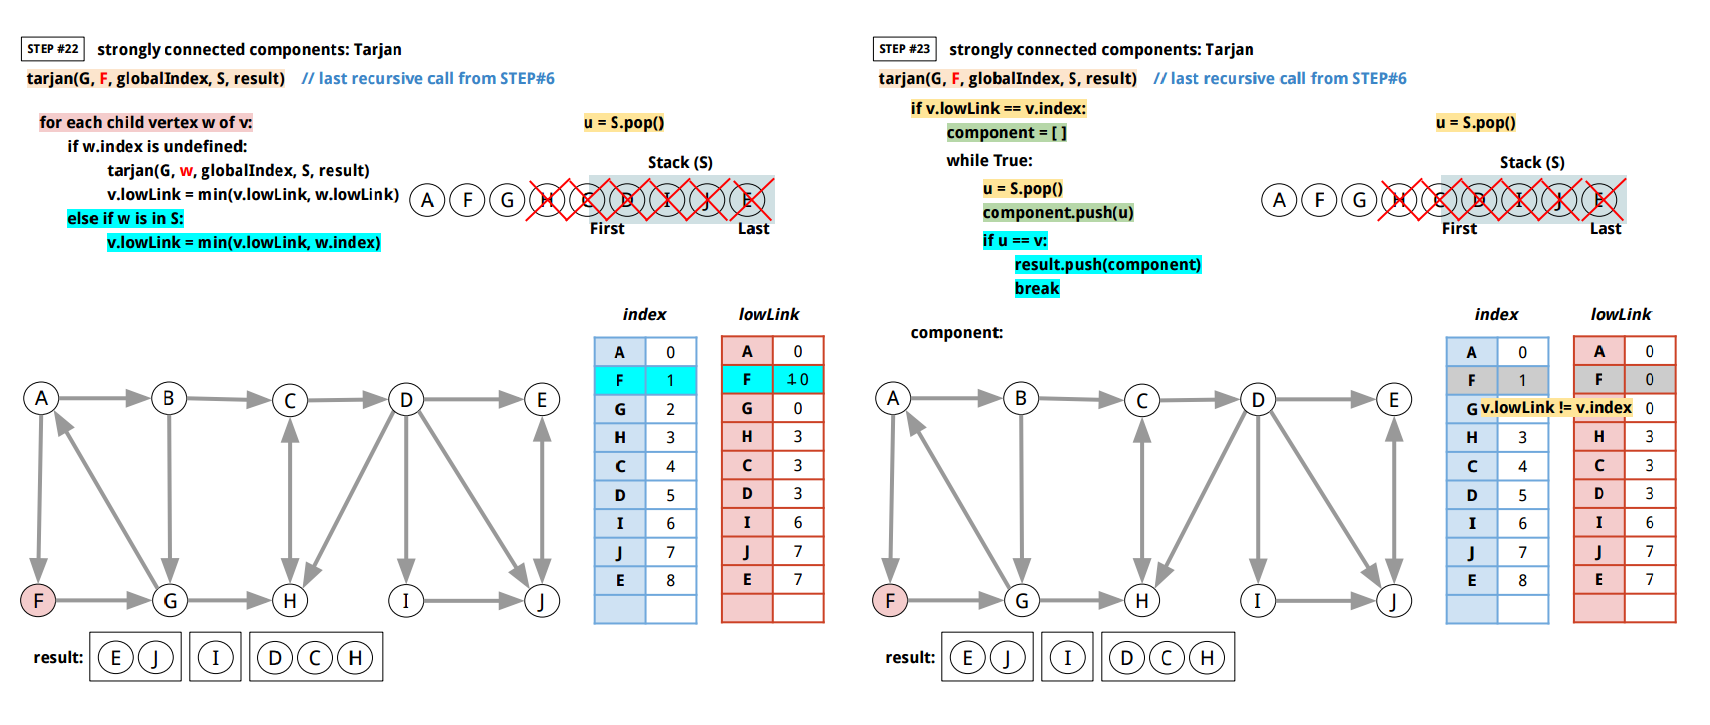 STEP #22 strongly connected components: Tarjan
tarjan(G, F, globalIndex, S, result) // last recursive call from STEP#6
for each child vertex w of v:
if w.index is undefined:
tarjan(G, w, globalIndex, S, result)
v.lowLink = min(v.lowLink, w.lowLink)
else if w is in S:
v.lowLink = min(v.lowLink, w.index)
u = S.pop()
Stack (S)
A F G H C D I J E
First Last
index lowLink
A 0 A 0
F 1 F 1 0
G 2 G 0
H 3 H 3
C 4 C 3
D 5 D 3
I 6 I 6
J 7 J 7
E 8 E 7
A B C D E
F G H I J
result: E J I D C H
STEP #23 strongly connected components: Tarjan
tarjan(G, F, globalIndex, S, result) // last recursive call from STEP#6
if v.lowLink == v.index:
component = [ ]
while True:
u = S.pop()
component.push(u)
if u == v:
result.push(component)
break
component:
u = S.pop()
Stack (S)
A F G H C D I J E
First Last
index lowLink
A 0 A 0
F 1 F 0
G v.lowLink != v.index 0
H 3 H 3
C 4 C 3
D 5 D 3
I 6 I 6
J 7 J 7
E 8 E 7
A B C D E
F G H I J
result: E J I D C H